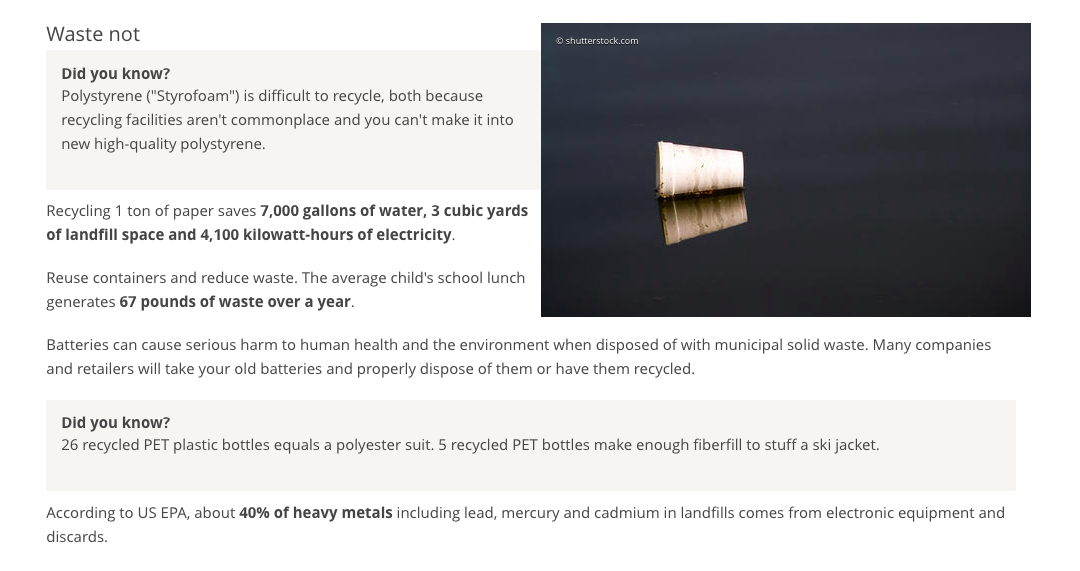 Waste not
© shutterstock.com
Did you know?
Polystyrene ("Styrofoam") is difficult to recycle, both because
recycling facilities aren't commonplace and you can't make it into
new high-quality polystyrene.
Recycling 1 ton of paper saves 7,000 gallons of water, 3 cubic yards
of landfill space and 4,100 kilowatt-hours of electricity.
Reuse containers and reduce waste. The average child's school lunch
generates 67 pounds of waste over a year.
Batteries can cause serious harm to human health and the environment when disposed of with municipal solid waste. Many companies
and retailers will take your old batteries and properly dispose of them or have them recycled.
Did you know?
26 recycled PET plastic bottles equals a polyester suit. 5 recycled PET bottles make enough fiberfill to stuff a ski jacket.
According to US EPA, about 40% of heavy metals including lead, mercury and cadmium in landfills comes from electronic equipment and
discards.